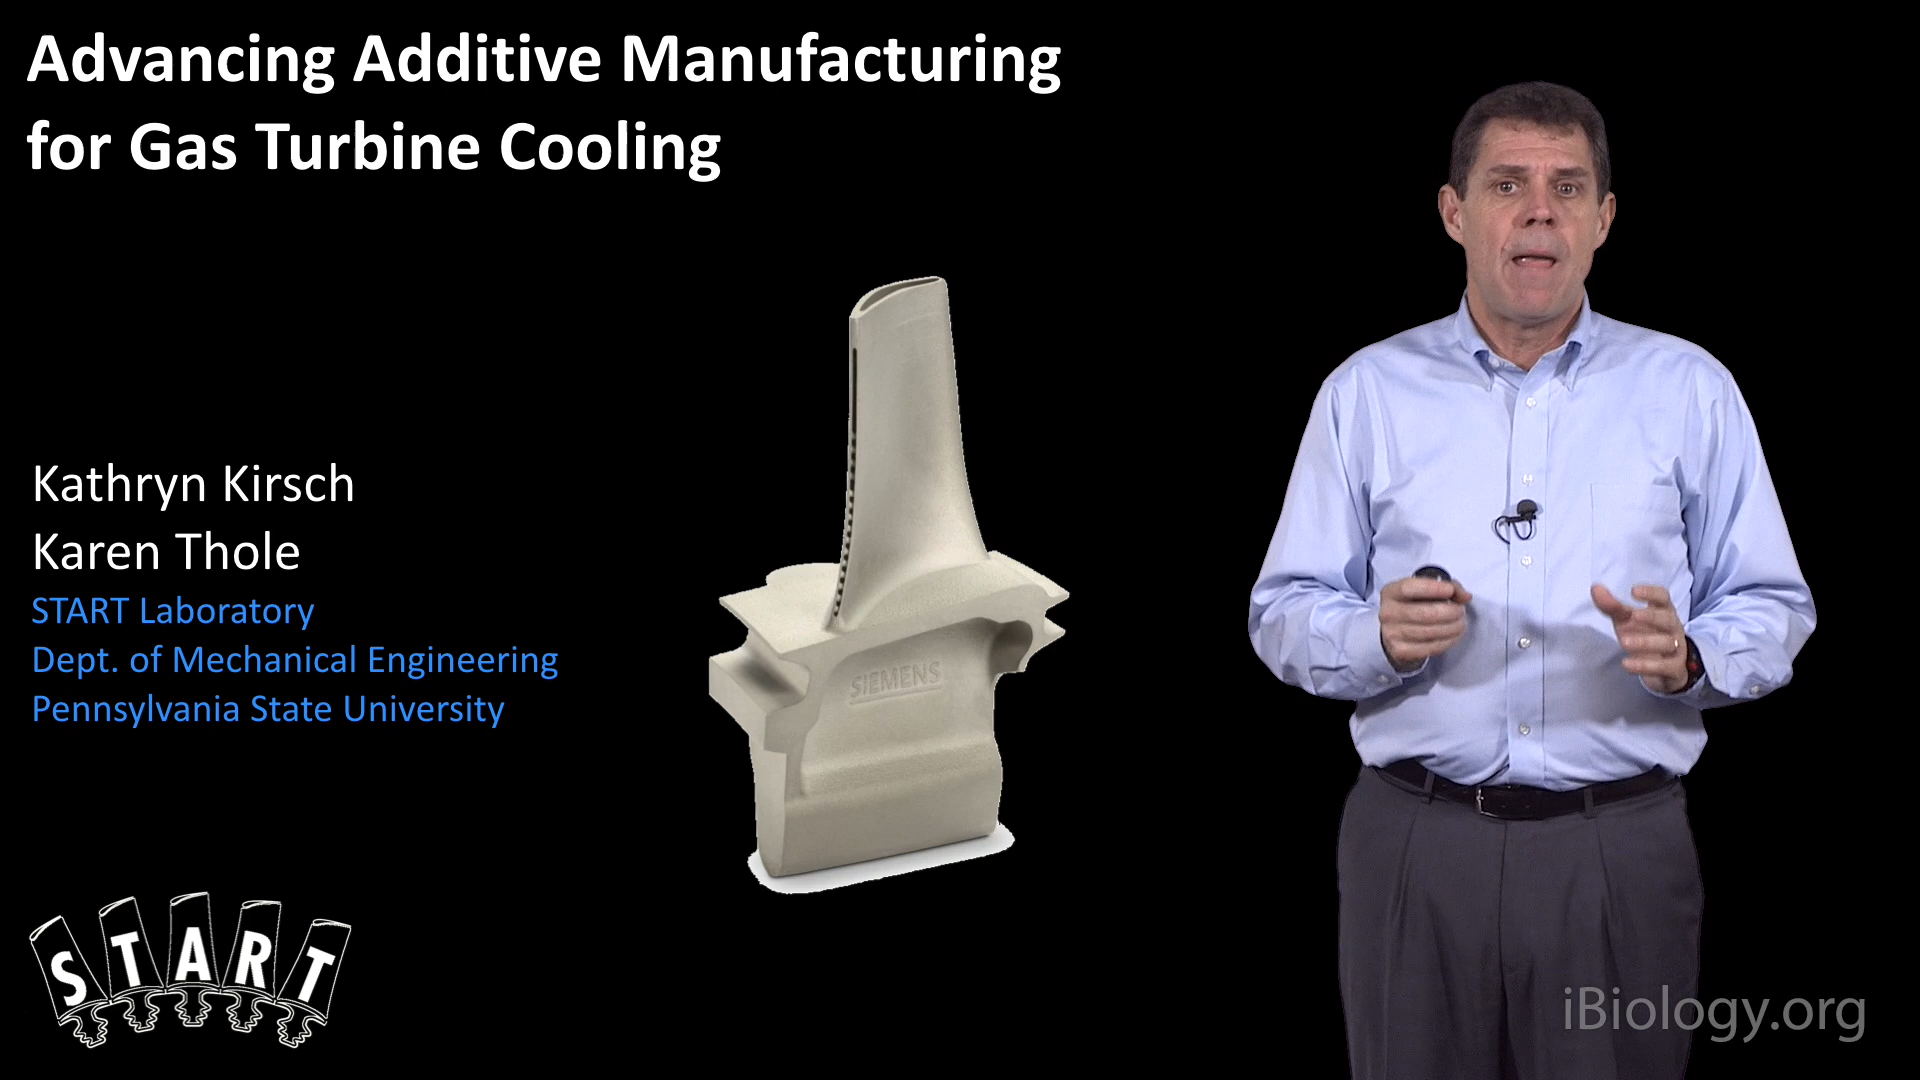 Advancing Additive Manufacturing
for Gas Turbine Cooling
Kathryn Kirsch
Karen Thole
START Laboratory
Dept. of Mechanical Engineering
Pennsylvania State University
SIEMENS
START
iBiology.org